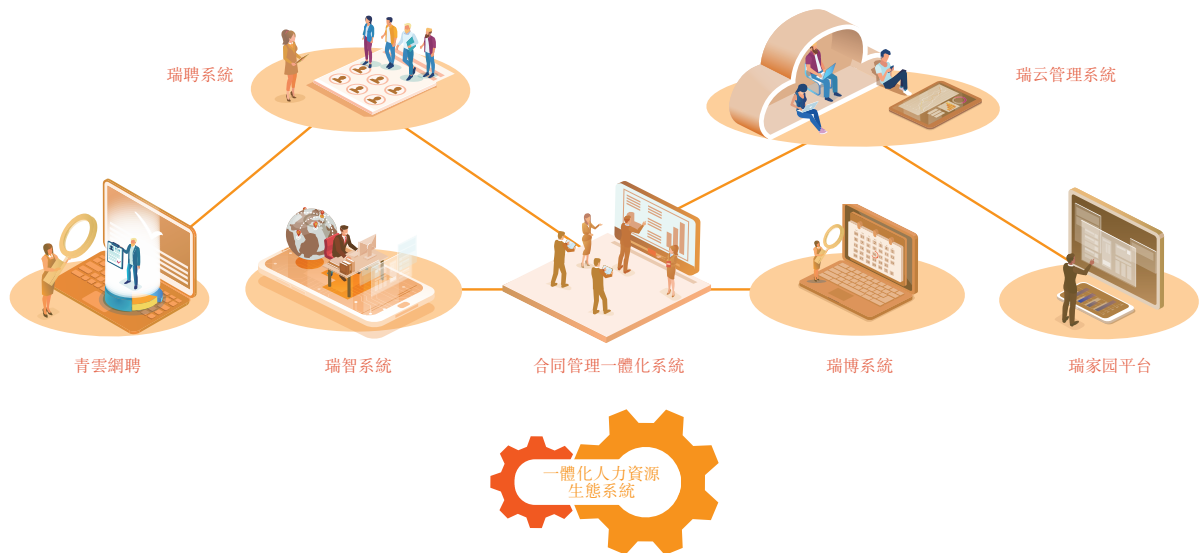 瑞聘系統
瑞云管理系統
青雲網聘
瑞智系統
合同管理一體化系統
瑞博系統
瑞家园平台
一體化人力資源
生態系統